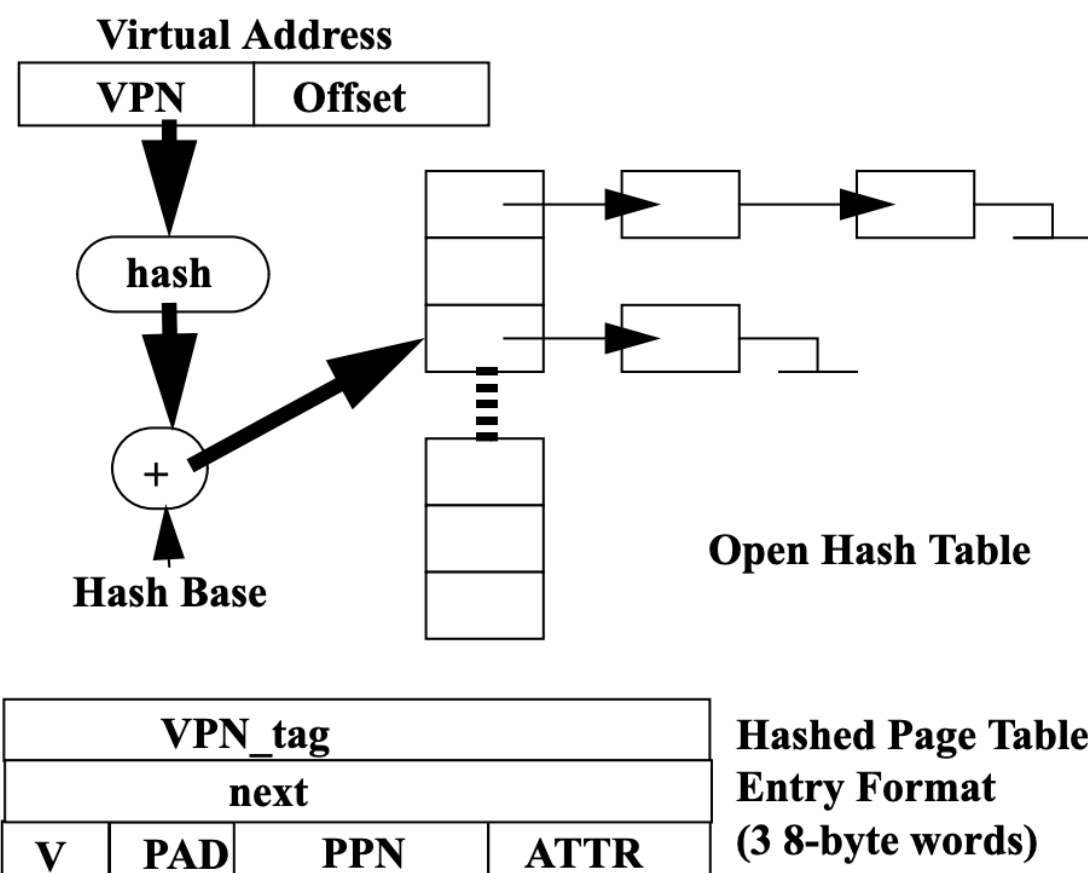 Virtual Address
VPN Offset
hash
+
Hash Base
Open Hash Table
VPN_tag
next
V PAD PPN ATTR
Hashed Page Table
Entry Format
(3 8-byte words)